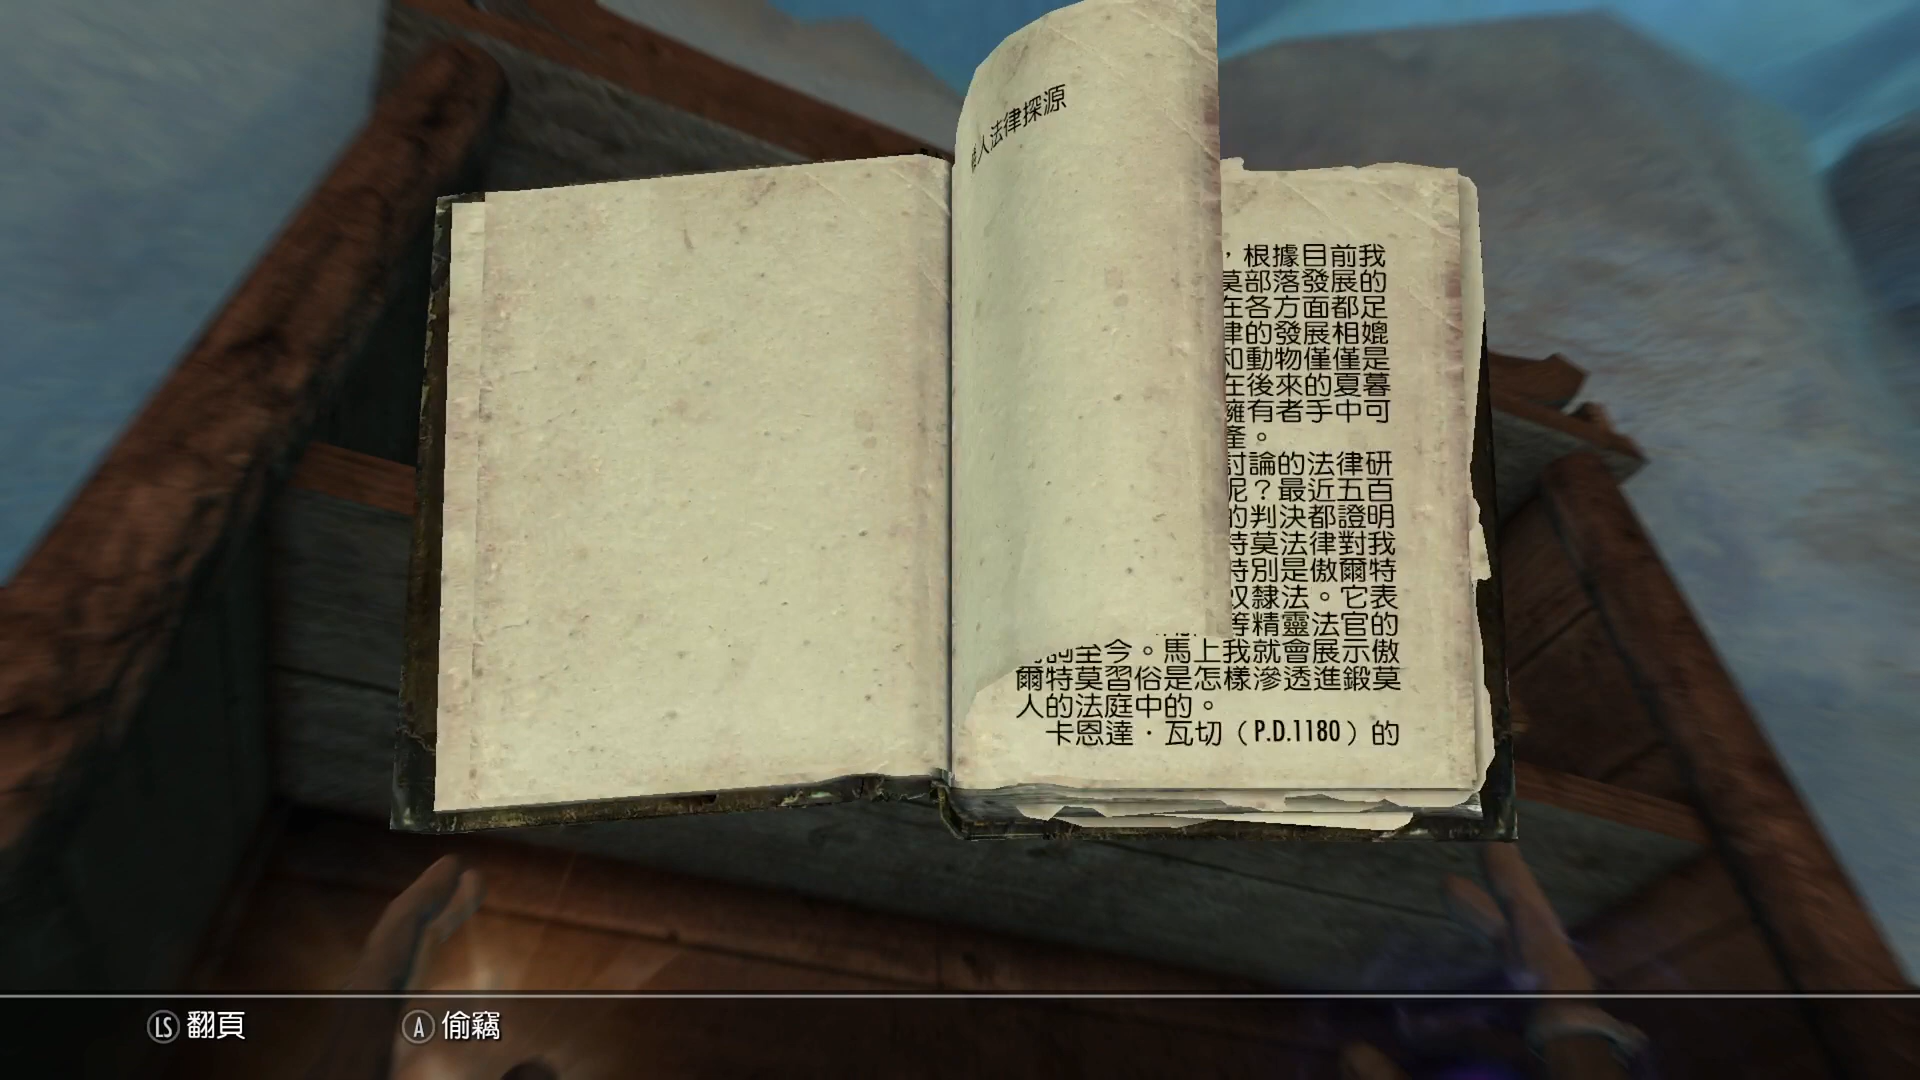 人法律探源
，根據目前我
莫部落發展的
在各方面都足
律的發展相媲
和動物僅僅是
在後來的夏暮
擁有者手中可
產。
討論的法律研
呢？最近五百
的判決都證明
特莫法律對我
特別是傲爾特
奴隸法。它表
等精靈法官的
至今。馬上我就會展示傲
爾特莫習俗是怎樣滲透進鍛莫
人的法庭中的。
卡恩達·瓦切（P.D.1180）的
LS 翻頁
A 偷竊